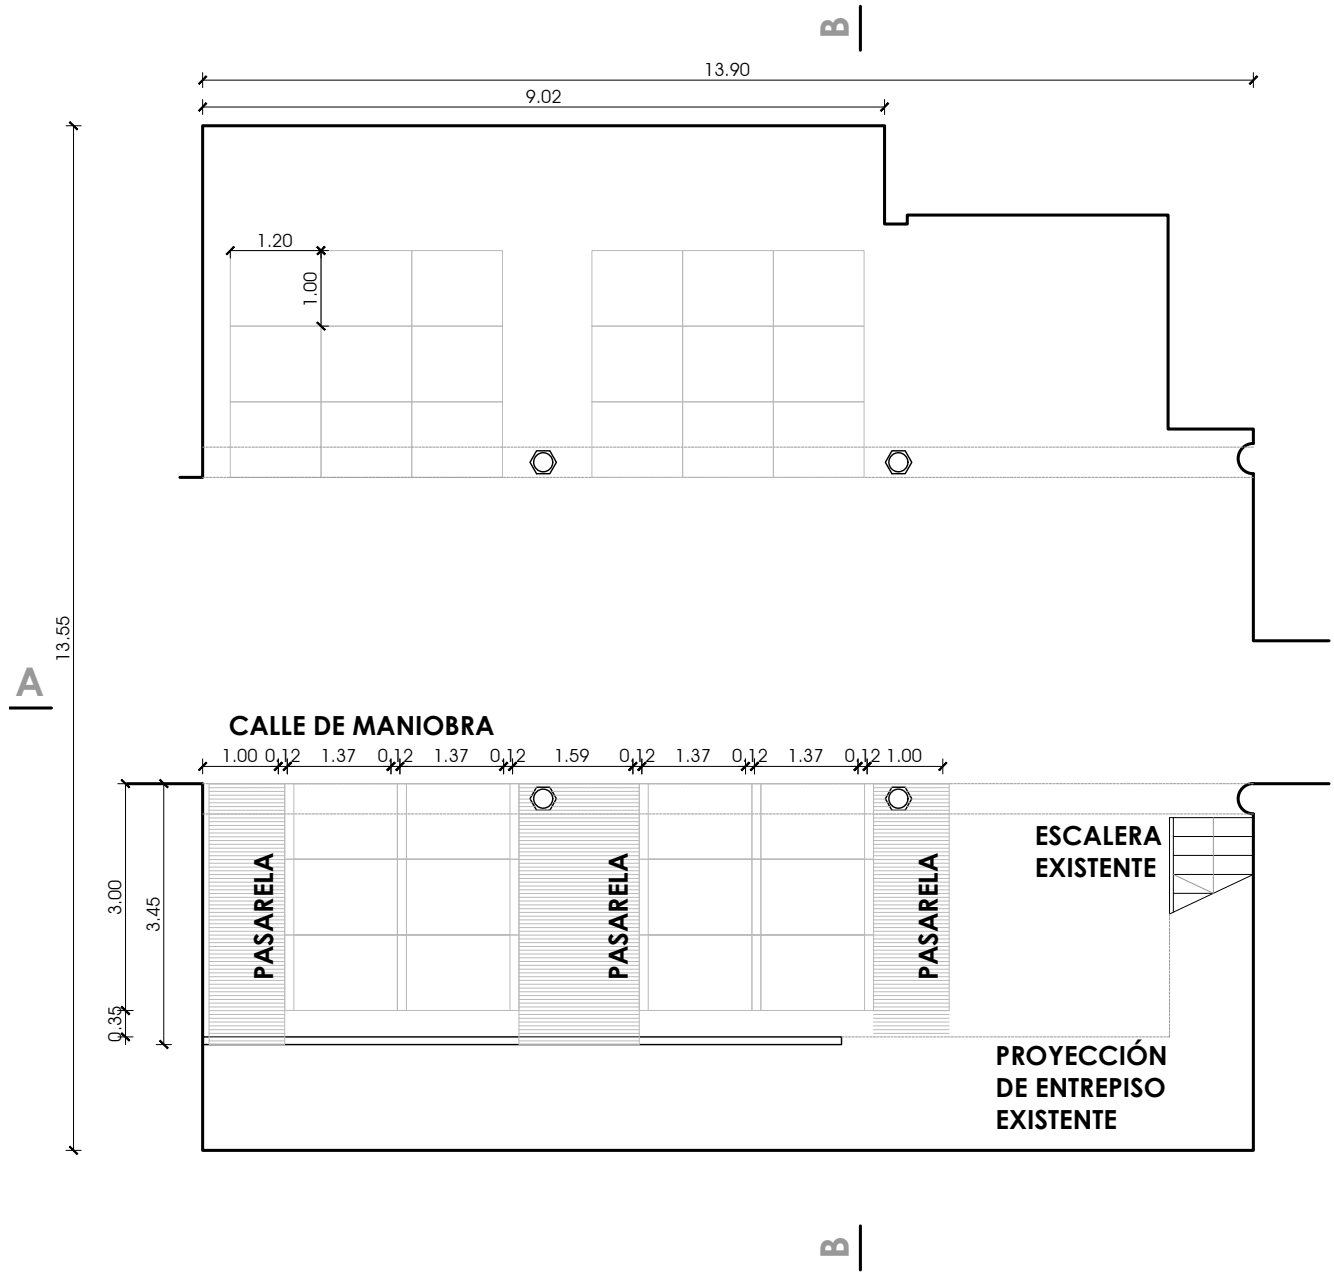 B
13.90
9.02
1.20
1.00
13.55
A
CALLE DE MANIOBRA
1.00 0.12 1.37 0.12 1.37 0.12 1.59 0.12 1.37 0.12 1.37 0.12 1.00
3.00
3.45
0.35
PASARELA
PASARELA
PASARELA
ESCALERA
EXISTENTE
PROYECCIÓN
DE ENTREPISO
EXISTENTE
B